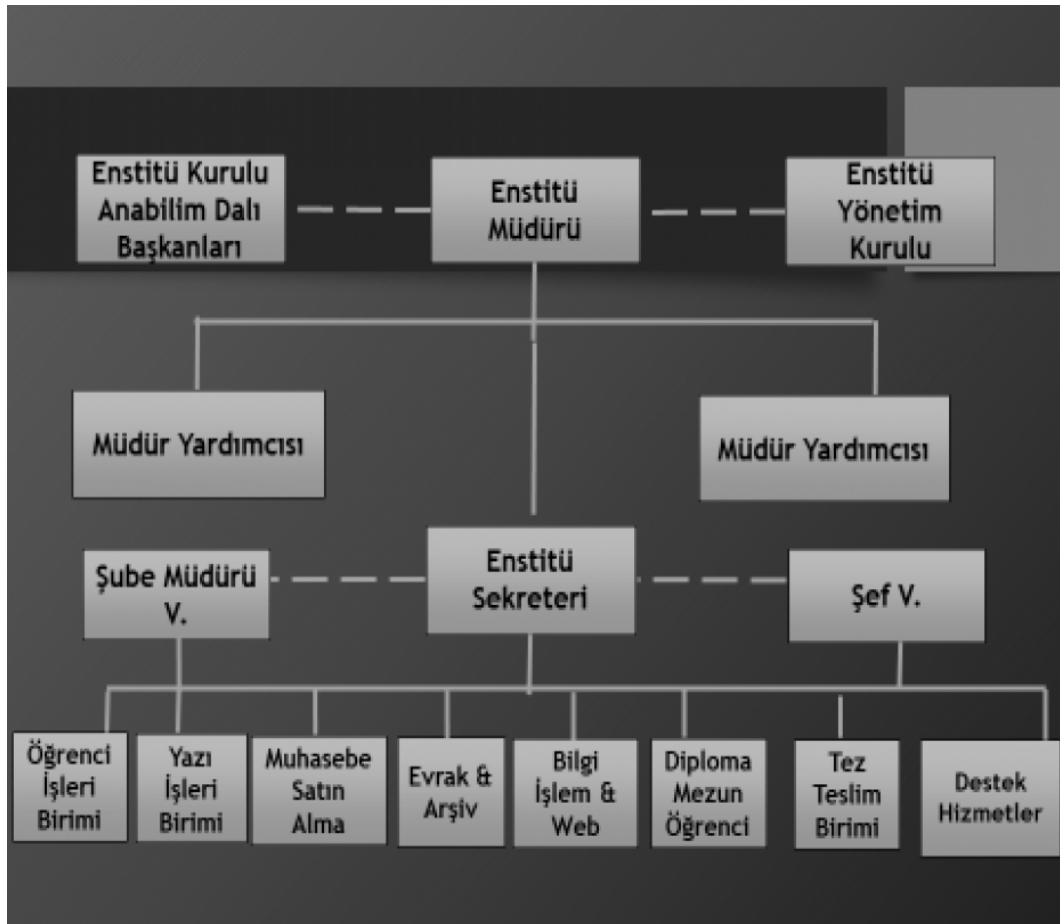 Enstitü Kurulu
Anabilim Dalı
Başkanları
Enstitü
Müdürü
Enstitü
Yönetim
Kurulu
Müdür Yardımcısı
Müdür Yardımcısı
Şube Müdürü
V.
Enstitü
Sekreteri
Şef V.
Öğrenci
İşleri
Birimi
Yazı
İşleri
Birimi
Muhasebe
Satın
Alma
Evrak &
Arşiv
Bilgi
İşlem &
Web
Diploma
Mezun
Öğrenci
Tez
Teslim
Birimi
Destek
Hizmetler